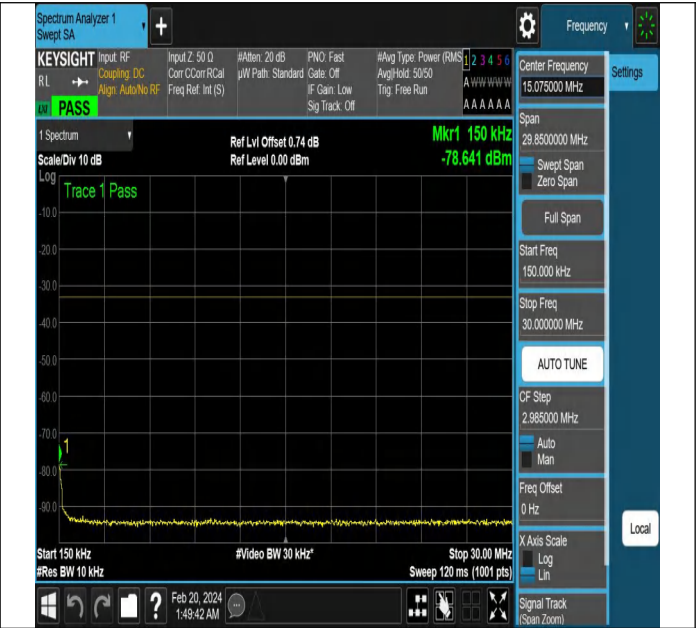 Spectrum Analyzer 1
Swept SA
Frequency
KEYSIGHT
RL
PASS
Input: RF
Coupling: DC
Align: Auto/No RF
Input Z: 50 Ω
Corr CCorr RCal
Freq Ref: Int (S)
#Atten: 20 dB
µW Path: Standard
PNO: Fast
Gate: Off
IF Gain: Low
Sig Track: Off
#Avg Type: Power (RMS
Avg|Hold: 50/50
Trig: Free Run
1 2 3 4 5 6
A W W W W W
A A A A A A
1 Spectrum
Scale/Div 10 dB
Ref Lvl Offset 0.74 dB
Ref Level 0.00 dBm
Mkr1 150 kHz
-78.641 dBm
Log
Trace 1 Pass
-10.0
-20.0
-30.0
-40.0
-50.0
-60.0
-70.0
1
-80.0
-90.0
Start 150 kHz
#Res BW 10 kHz
#Video BW 30 kHz*
Stop 30.00 MHz
Sweep 120 ms (1001 pts)
Feb 20, 2024
1:49:42 AM
Center Frequency
15.075000 MHz
Span
29.8500000 MHz
Swept Span
Zero Span
Full Span
Start Freq
150.000 kHz
Stop Freq
30.000000 MHz
AUTO TUNE
CF Step
2.985000 MHz
Auto
Man
Freq Offset
0 Hz
X Axis Scale
Log
Lin
Signal Track
(Span Zoom)
Settings
Local